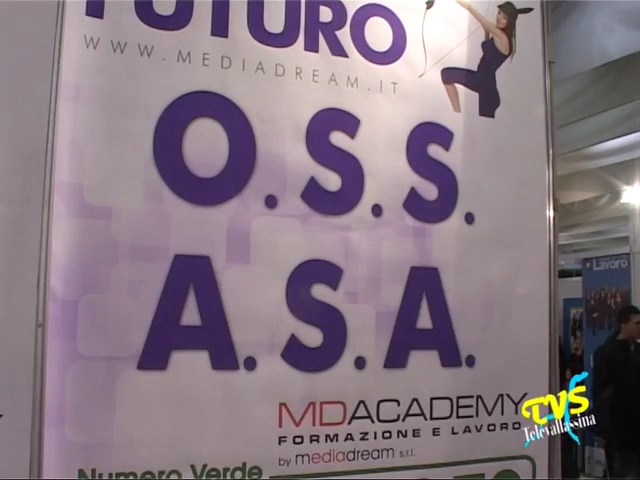 FUTURO
WWW.MEDIADREAM.IT
O.S.S.
A.S.A.
MDACADEMY
FORMAZIONE E LAVORO
by mediadream s.r.l.
Numero Verde
Lavoro
TVS
Televallassina